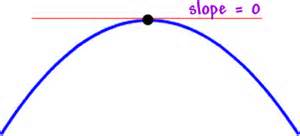 slope = 0